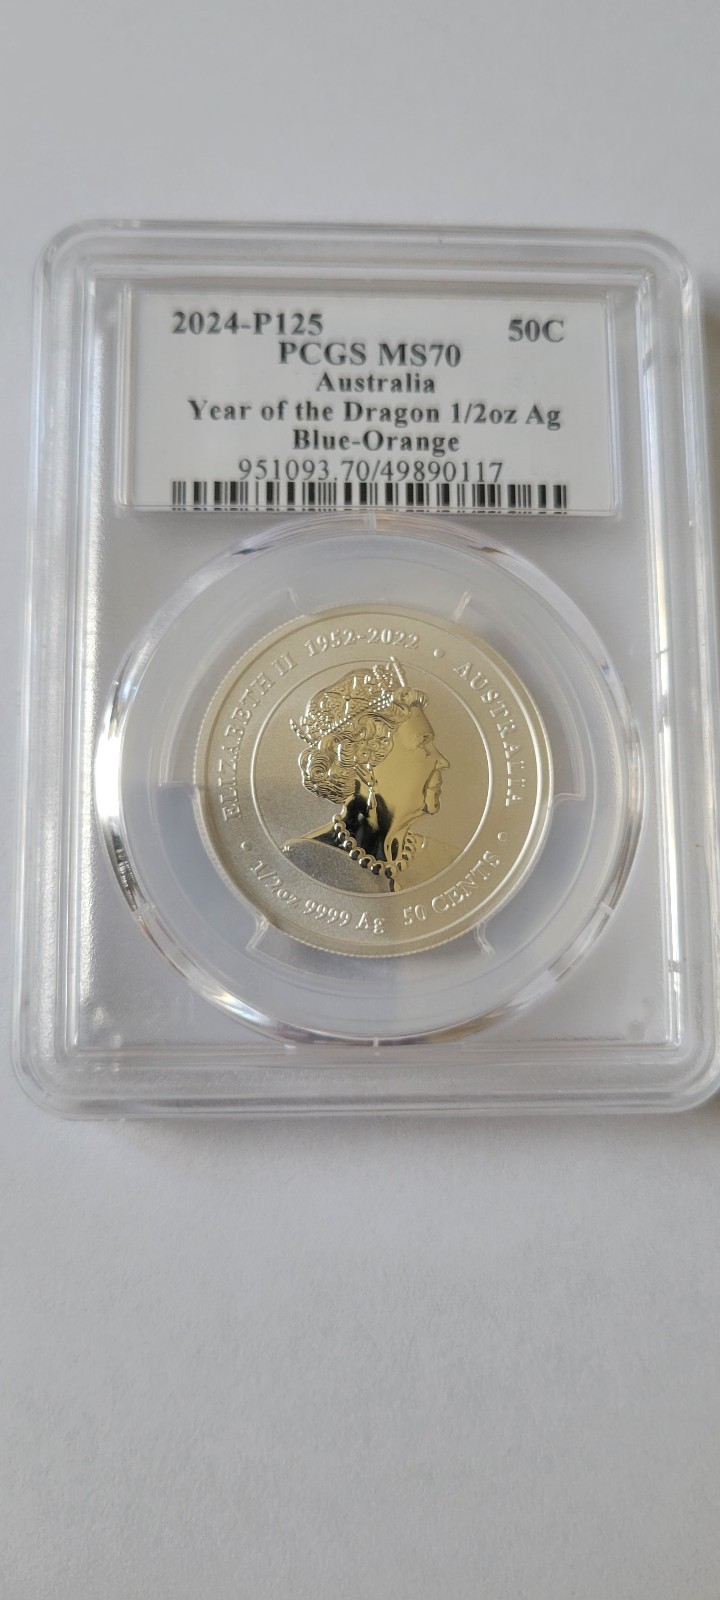 2024-P125 50C
PCGS MS70
Australia
Year of the Dragon 1/2oz Ag
Blue-Orange
951093.70/49890117
ELIZABETH II 1952-2022 • AUSTRALIA •
1/2oz 9999 Ag 50 CENTS •